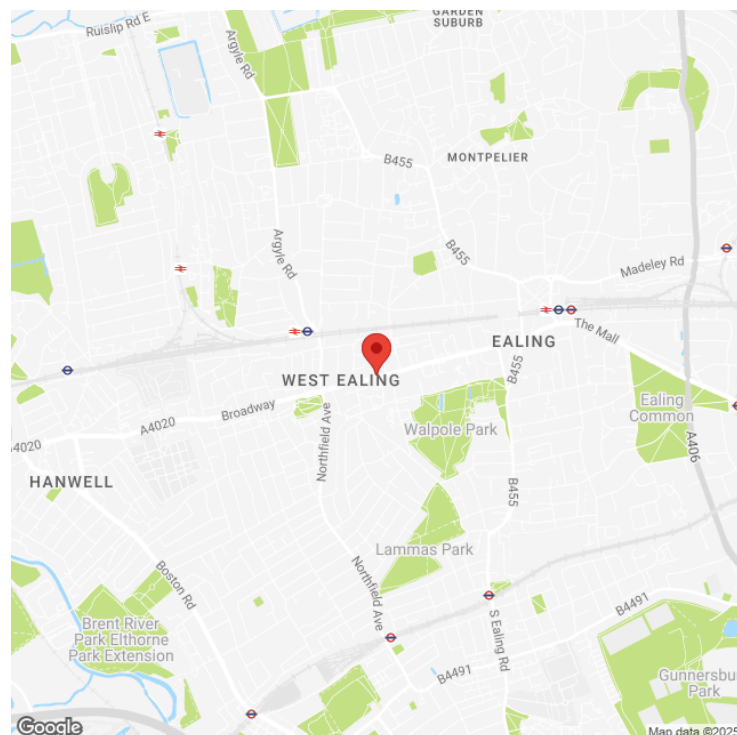 GARDEN
SUBURB
Ruislip Rd E
Argyle Rd
B455
MONTPELIER
Argyle Rd
B455
Madeley Rd
The Mall
EALING
B455
WEST EALING
Ealing
Common
Broadway
A4020
A4020
Northfield Ave
Walpole Park
A406
HANWELL
B455
Lammas Park
Boston Rd
Northfield Ave
Brent River
Park Elthorne
Park Extension
S Ealing Rd
B4491
B4491
Gunnersbu
Park
Google
Map data ©2025